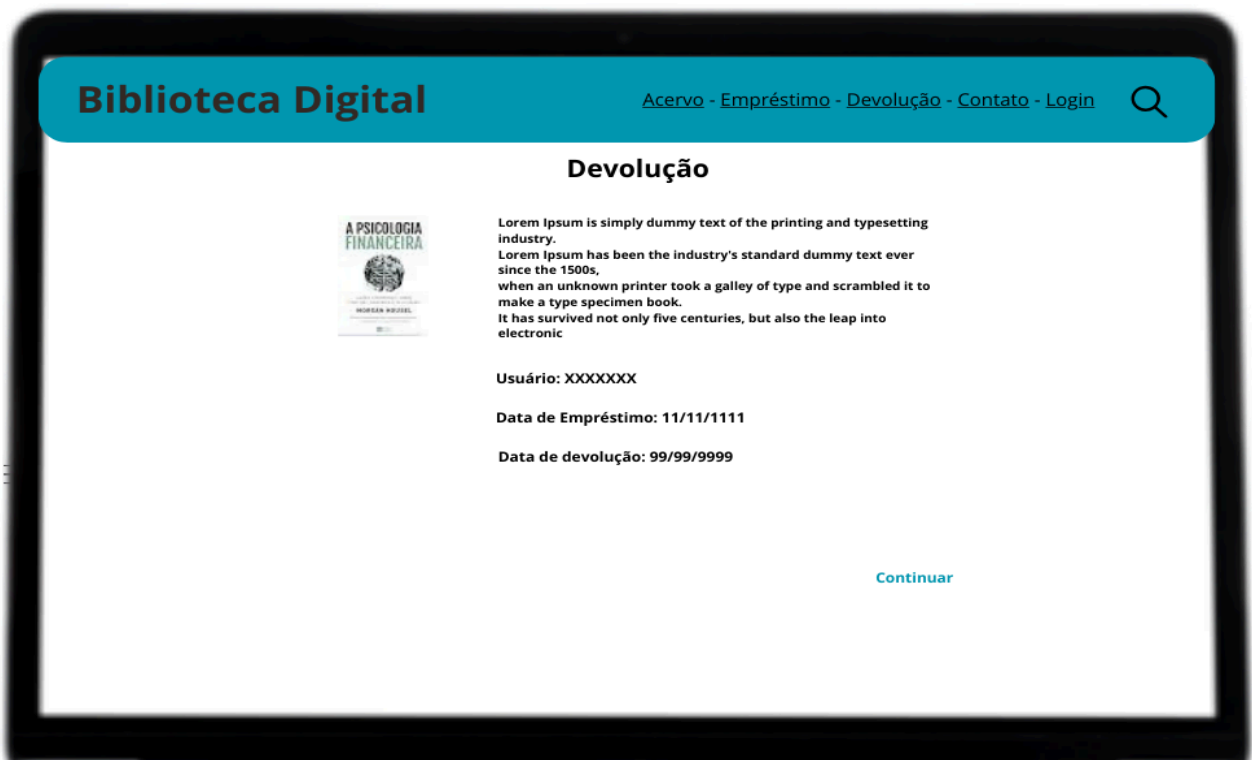 Biblioteca Digital
Acervo - Empréstimo - Devolução - Contato - Login
Devolução
A PSICOLOGIA
FINANCEIRA
MORGAN HOUSEL
Lorem Ipsum is simply dummy text of the printing and typesetting
industry.
Lorem Ipsum has been the industry's standard dummy text ever
since the 1500s,
when an unknown printer took a galley of type and scrambled it to
make a type specimen book.
It has survived not only five centuries, but also the leap into
electronic
Usuário: XXXXXXX
Data de Empréstimo: 11/11/1111
Data de devolução: 99/99/9999
Continuar